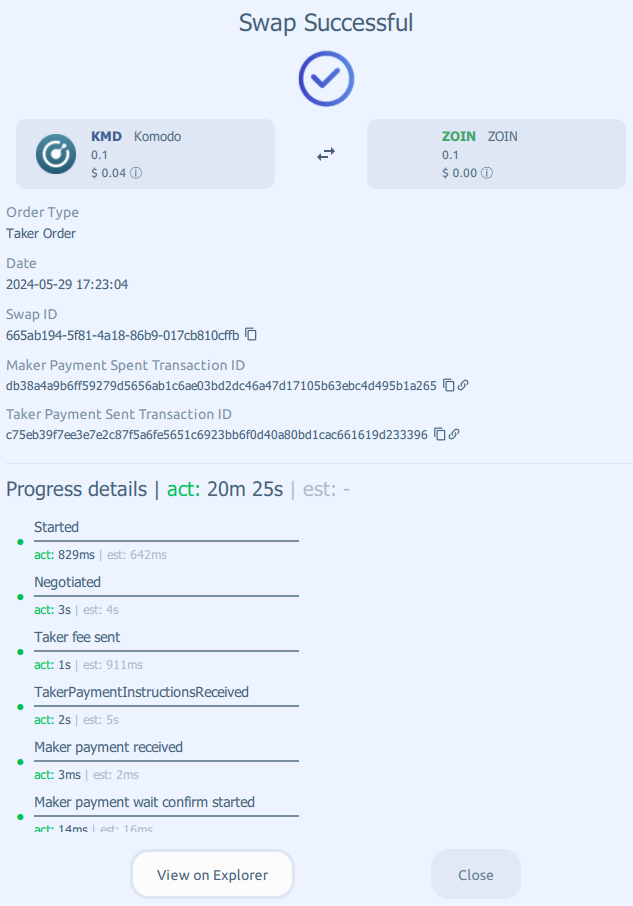 Swap Successful
KMD Komodo
0.1
$ 0.04
ZOIN ZOIN
0.1
$ 0.00
Order Type
Taker Order
Date
2024-05-29 17:23:04
Swap ID
665ab194-5f81-4a18-86b9-017cb810cffb
Maker Payment Spent Transaction ID
db38a4a9b6ff59279d5656ab1c6ae03bd2dc46a47d17105b63ebc4d495b1a265
Taker Payment Sent Transaction ID
c75eb39f7ee3e7e2c87f5a6fe5651c6923bb6f0d40a80bd1cac661619d233396
Progress details | act: 20m 25s | est: -
Started
act: 829ms | est: 642ms
Negotiated
act: 3s | est: 4s
Taker fee sent
act: 1s | est: 911ms
TakerPaymentInstructionsReceived
act: 2s | est: 5s
Maker payment received
act: 3ms | est: 2ms
Maker payment wait confirm started
act: 14ms | est: 16ms
View on Explorer
Close